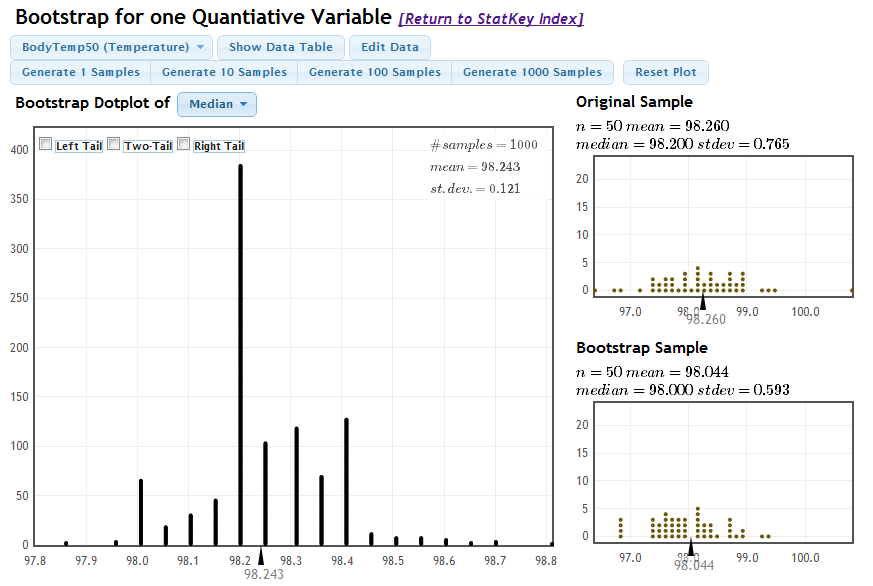 Bootstrap for one Quantiative Variable [Return to StatKey Index]
BodyTemp50 (Temperature) Show Data Table Edit Data
Generate 1 Samples Generate 10 Samples Generate 100 Samples Generate 1000 Samples Reset Plot
Bootstrap Dotplot of Median
Left Tail Two-Tail Right Tail
# samples = 1000
mean = 98.243
st. dev. = 0.121
400
350
300
250
200
150
100
50
0
97.8 97.9 98.0 98.1 98.2 98.3 98.4 98.5 98.6 98.7 98.8
98.243
Original Sample
n = 50 mean = 98.260
median = 98.200 stdev = 0.765
20
15
10
5
0
97.0 98.0 99.0 100.0
98.260
Bootstrap Sample
n = 50 mean = 98.044
median = 98.000 stdev = 0.593
20
15
10
5
0
97.0 98.0 99.0 100.0
98.044